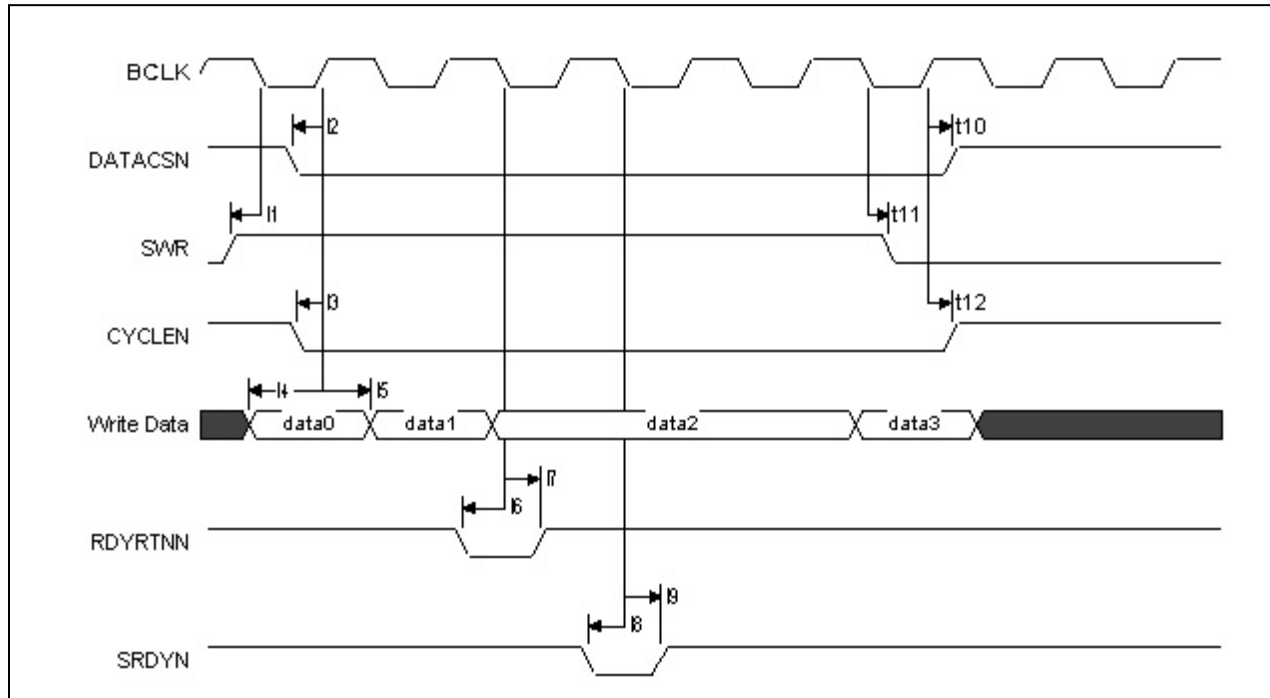 BCLK
t2
t10
DATACSN
t1
t11
SWR
t3
t12
CYCLEN
t4
t5
Write Data
data0
data1
data2
data3
t7
t6
RDYRTNN
t9
t8
SRDYN